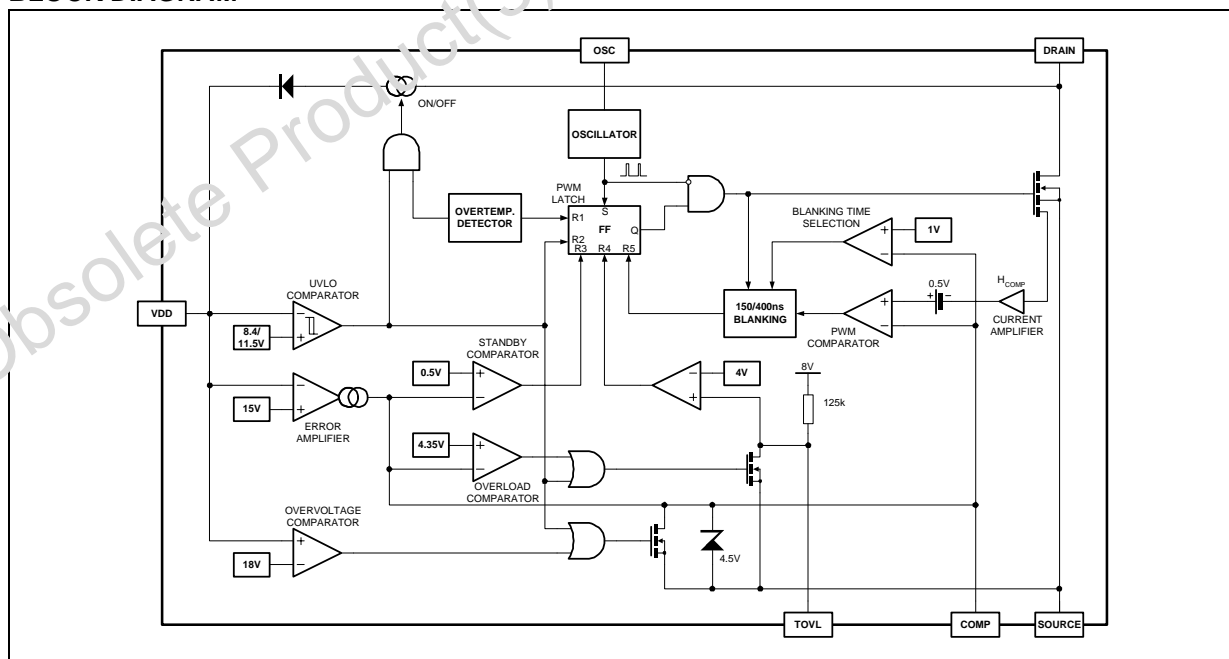 Obsolete Product(s)
OSC
DRAIN
ON/OFF
OSCILLATOR
PWM
LATCH
OVERTEMP.
DETECTOR
R1
S
FF
Q
R2
R3
R4
R5
BLANKING TIME
SELECTION
+
−
1V
UVLO
COMPARATOR
VDD
−
+
8.4/
11.5V
150/400ns
BLANKING
+
−
PWM
COMPARATOR
0.5V
+
−
HCOMP
CURRENT
AMPLIFIER
STANDBY
COMPARATOR
0.5V
+
−
−
+
4V
8V
125k
−
+
15V
ERROR
AMPLIFIER
4.35V
+
−
OVERLOAD
COMPARATOR
OVERVOLTAGE
COMPARATOR
+
−
18V
4.5V
TOVL
COMP
SOURCE